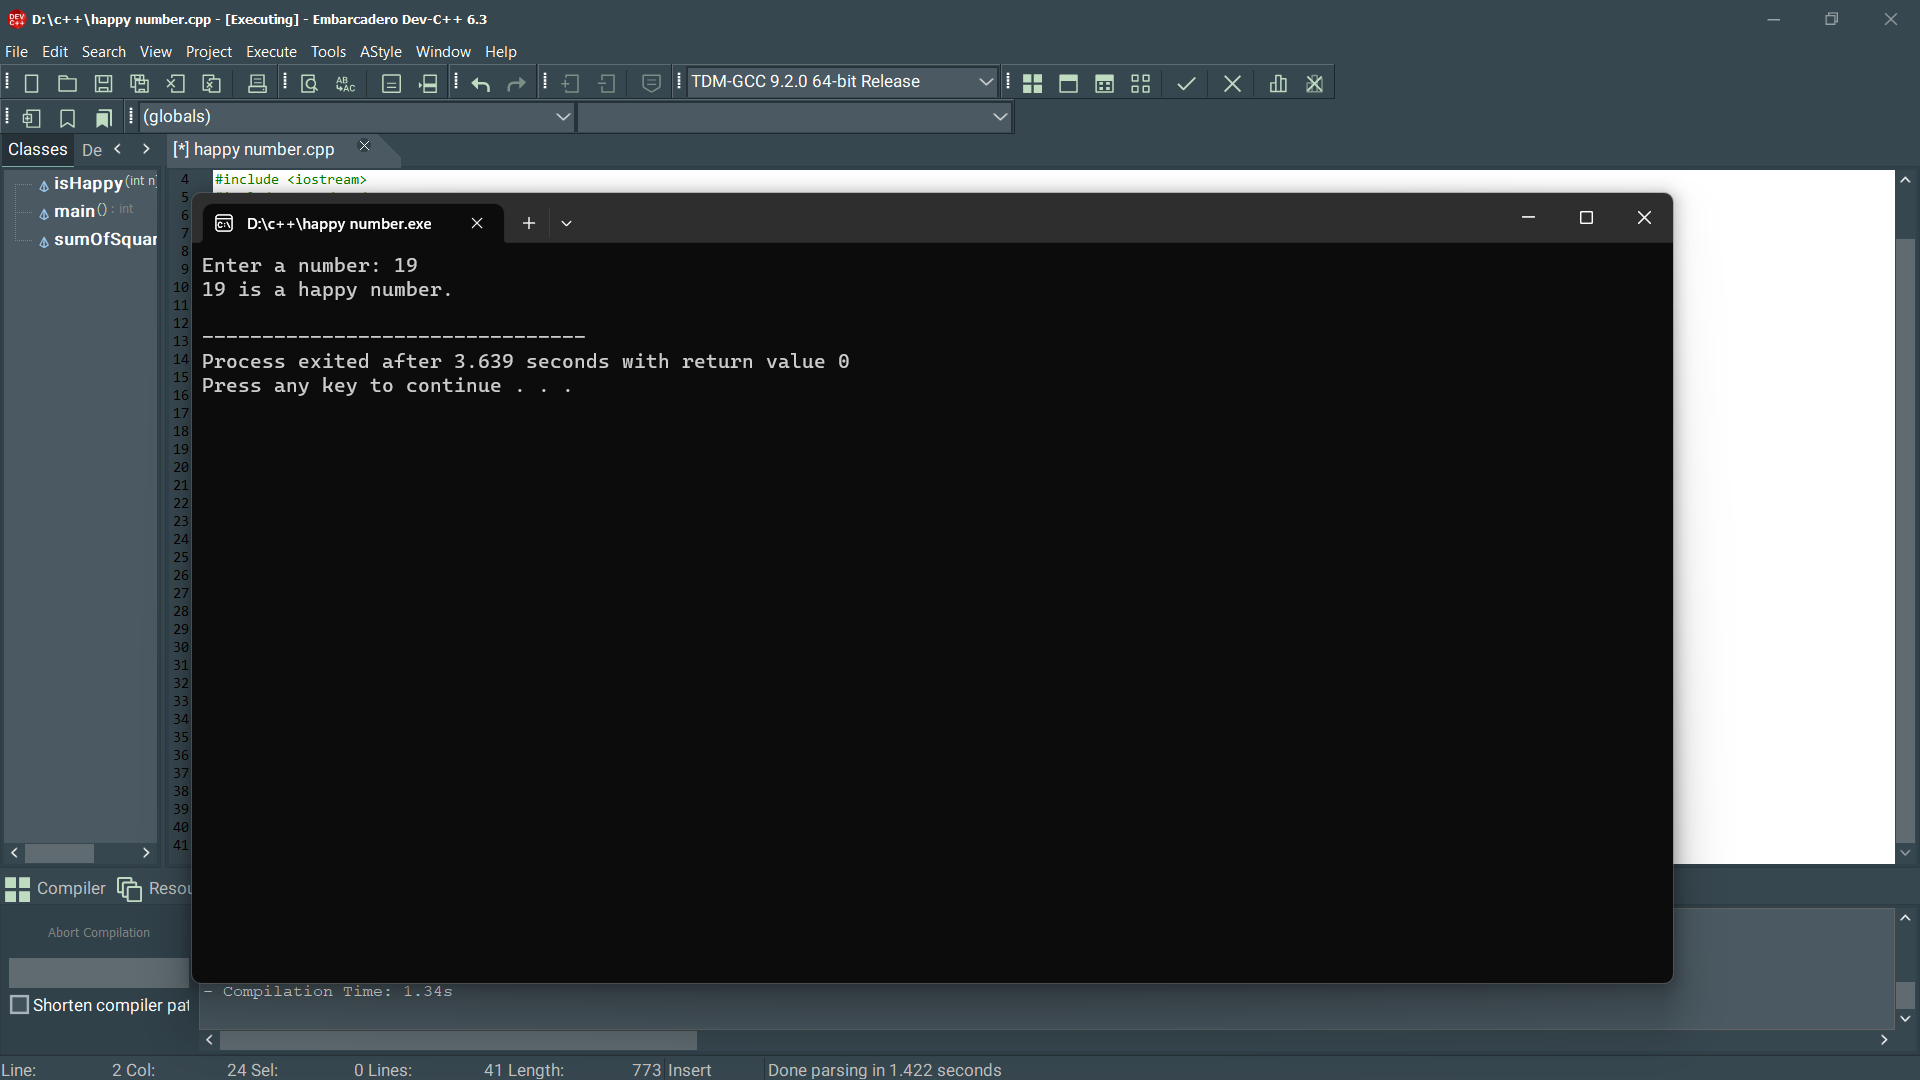 D:\c++\happy number.cpp - [Executing] - Embarcadero Dev-C++ 6.3
File Edit Search View Project Execute Tools AStyle Window Help
TDM-GCC 9.2.0 64-bit Release
(globals)
Classes De [*] happy number.cpp
isHappy (int n)
main () : int
sumOfSquar
4 #include <iostream>
5
6
7
8
9
10
11
12
13
14
15
16
17
18
19
20
21
22
23
24
25
26
27
28
29
30
31
32
33
34
35
36
37
38
39
40
41
D:\c++\happy number.exe
Enter a number: 19
19 is a happy number.
--------------------------------
Process exited after 3.639 seconds with return value 0
Press any key to continue . . .
Compiler Resou
Abort Compilation
Shorten compiler pat
- Compilation Time: 1.34s
Line: 2 Col: 24 Sel: 0 Lines: 41 Length: 773 Insert Done parsing in 1.422 seconds